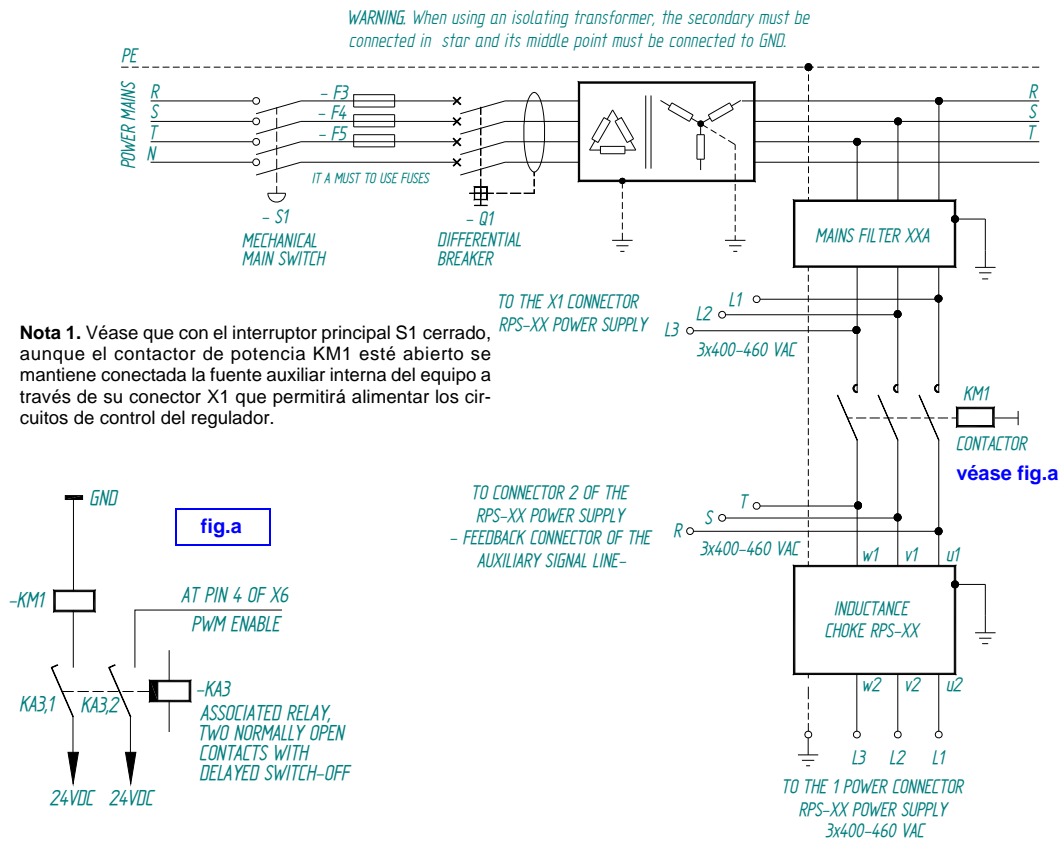 WARNING. When using an isolating transformer, the secondary must be
connected in star and its middle point must be connected to GND.
PE
POWER MAINS
R
S
T
N
- F3
- F4
- F5
IT A MUST TO USE FUSES
- S1
MECHANICAL
MAIN SWITCH
- Q1
DIFFERENTIAL
BREAKER
R
S
T
MAINS FILTER XXA
TO THE X1 CONNECTOR
RPS-XX POWER SUPPLY
L1
L2
L3
3x400-460 VAC
Nota 1. Véase que con el interruptor principal S1 cerrado,
aunque el contactor de potencia KM1 esté abierto se
mantiene conectada la fuente auxiliar interna del equipo a
través de su conector X1 que permitirá alimentar los cir-
cuitos de control del regulador.
KM1
CONTACTOR
véase fig.a
TO CONNECTOR 2 OF THE
RPS-XX POWER SUPPLY
- FEEDBACK CONNECTOR OF THE
AUXILIARY SIGNAL LINE-
T
S
R
3x400-460 VAC
w1 v1 u1
INDUCTANCE
CHOKE RPS-XX
w2 v2 u2
L3 L2 L1
TO THE 1 POWER CONNECTOR
RPS-XX POWER SUPPLY
3x400-460 VAC
GND
fig.a
-KM1
AT PIN 4 OF X6
PWM ENABLE
KA3,1 KA3,2
-KA3
ASSOCIATED RELAY,
TWO NORMALLY OPEN
CONTACTS WITH
DELAYED SWITCH-OFF
24VDC 24VDC